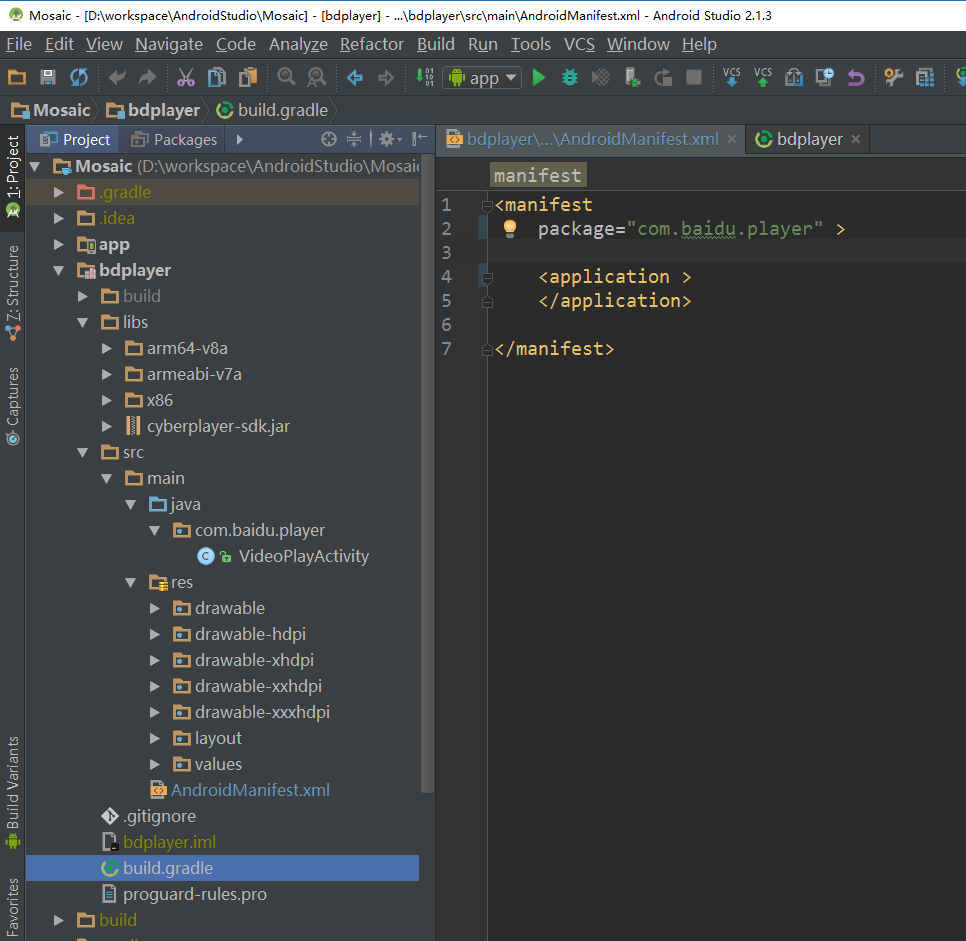 Mosaic - [D:\workspace\AndroidStudio\Mosaic] - [bdplayer] - ...\bdplayer\src\main\AndroidManifest.xml - Android Studio 2.1.3
File Edit View Navigate Code Analyze Refactor Build Run Tools VCS Window Help
app VCS VCS
Mosaic bdplayer build.gradle
Project Packages
bdplayer\...\AndroidManifest.xml × bdplayer ×
1: Project
7: Structure
Captures
Build Variants
Favorites
Mosaic (D:\workspace\AndroidStudio\Mosaic
.gradle
.idea
app
bdplayer
build
libs
arm64-v8a
armeabi-v7a
x86
cyberplayer-sdk.jar
src
main
java
com.baidu.player
VideoPlayActivity
res
drawable
drawable-hdpi
drawable-xhdpi
drawable-xxhdpi
drawable-xxxhdpi
layout
values
AndroidManifest.xml
.gitignore
bdplayer.iml
build.gradle
proguard-rules.pro
build
manifest
1 <manifest
2 package="com.baidu.player" >
3
4 <application >
5 </application>
6
7 </manifest>